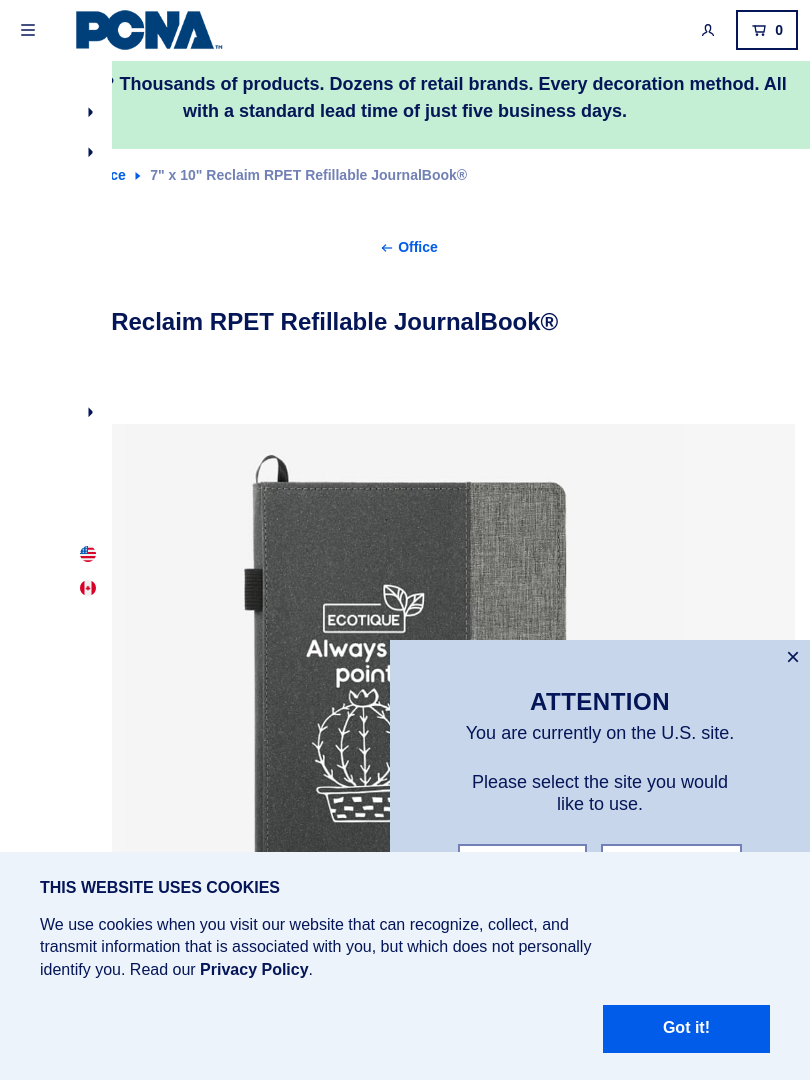 PCNA™
0
Thousands of products. Dozens of retail brands. Every decoration method. All
with a standard lead time of just five business days.
7" x 10" Reclaim RPET Refillable JournalBook®
Office
Reclaim RPET Refillable JournalBook®
ECOTIQUE
Always
ATTENTION
You are currently on the U.S. site.
Please select the site you would
like to use.
THIS WEBSITE USES COOKIES
We use cookies when you visit our website that can recognize, collect, and
transmit information that is associated with you, but which does not personally
identify you. Read our Privacy Policy.
Got it!